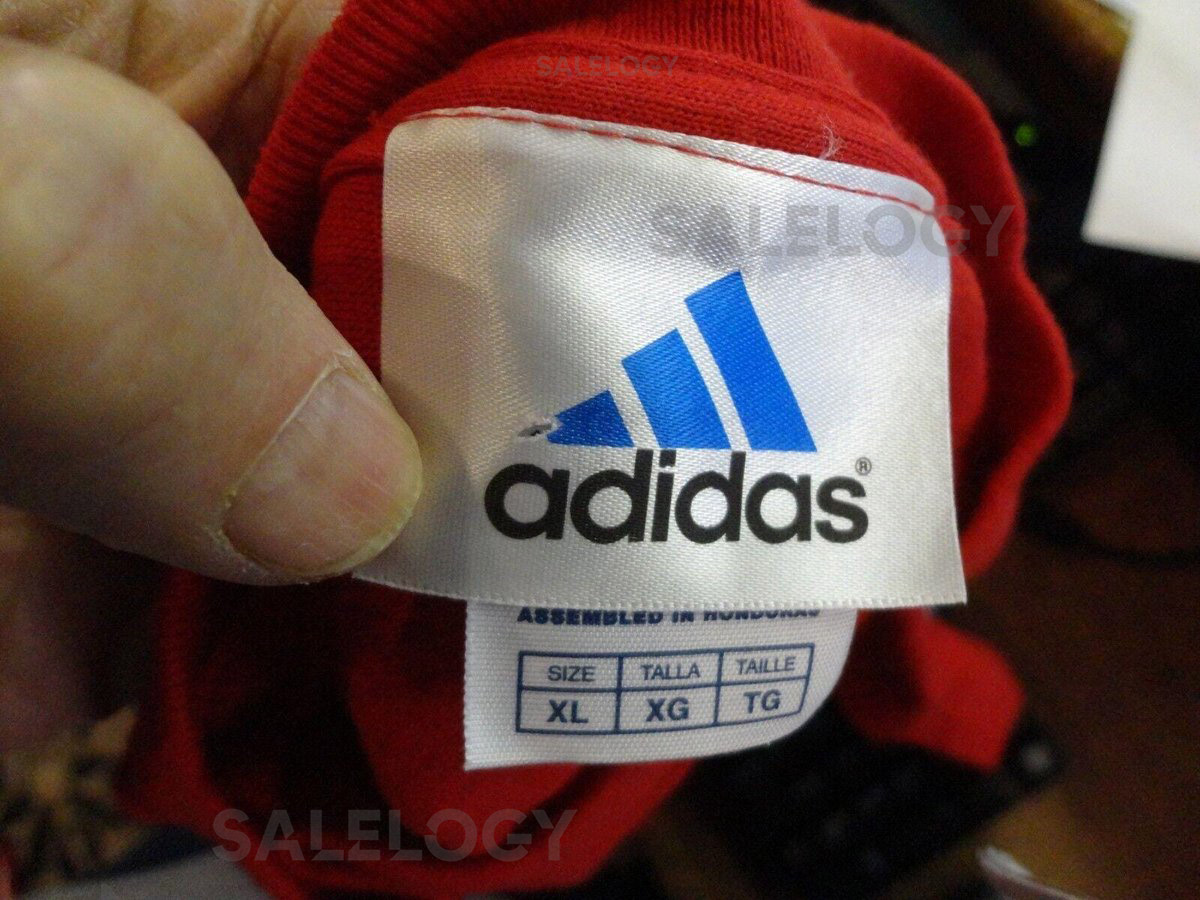 SALELOGY
SALELOGY
adidas®
ASSEMBLED IN HONDURAS
SIZE TALLA TAILLE
XL XG TG
SALELOGY